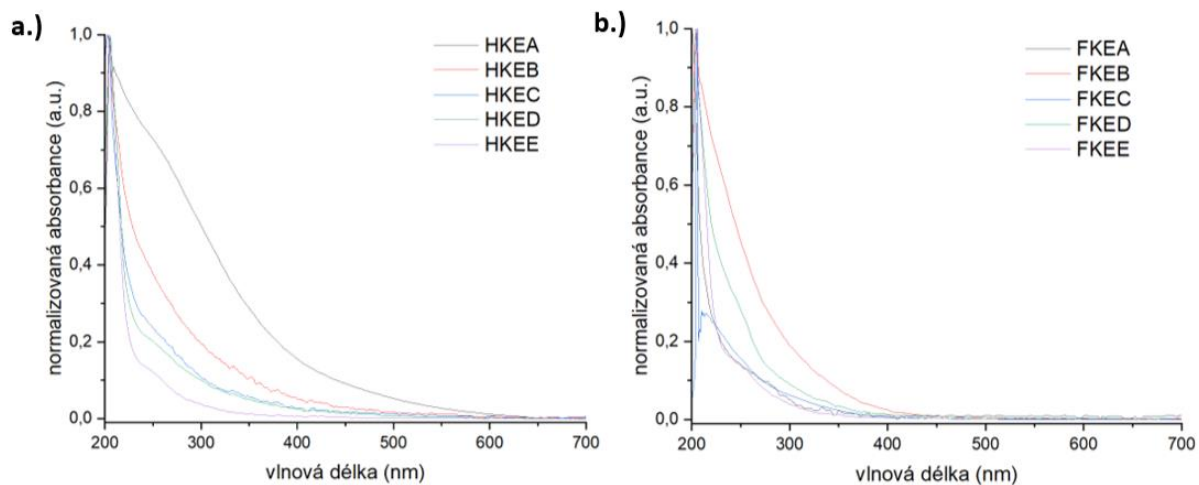 a.)
normalizovaná absorbance (a.u.)
1,0
0,8
0,6
0,4
0,2
0,0
HKEA
HKEB
HKEC
HKED
HKEE
200 300 400 500 600 700
vlnová délka (nm)
b.)
normalizovaná absorbance (a.u.)
1,0
0,8
0,6
0,4
0,2
0,0
FKEA
FKEB
FKEC
FKED
FKEE
200 300 400 500 600 700
vlnová délka (nm)